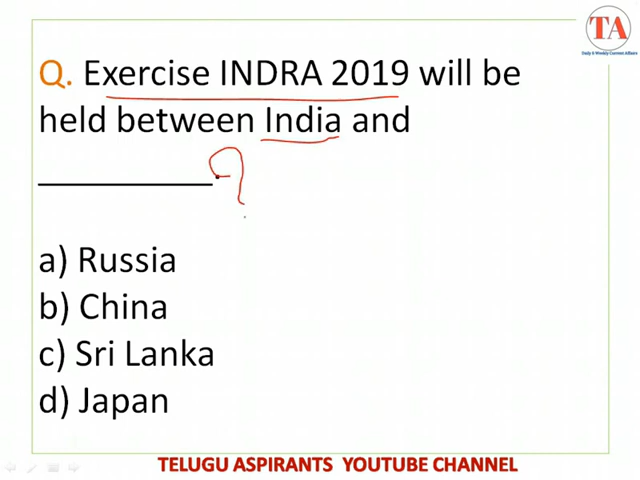 TA
Daily & Weekly Current Affairs
Q. Exercise INDRA 2019 will be
held between India and
__________.
?
a) Russia
b) China
c) Sri Lanka
d) Japan
TELUGU ASPIRANTS YOUTUBE CHANNEL